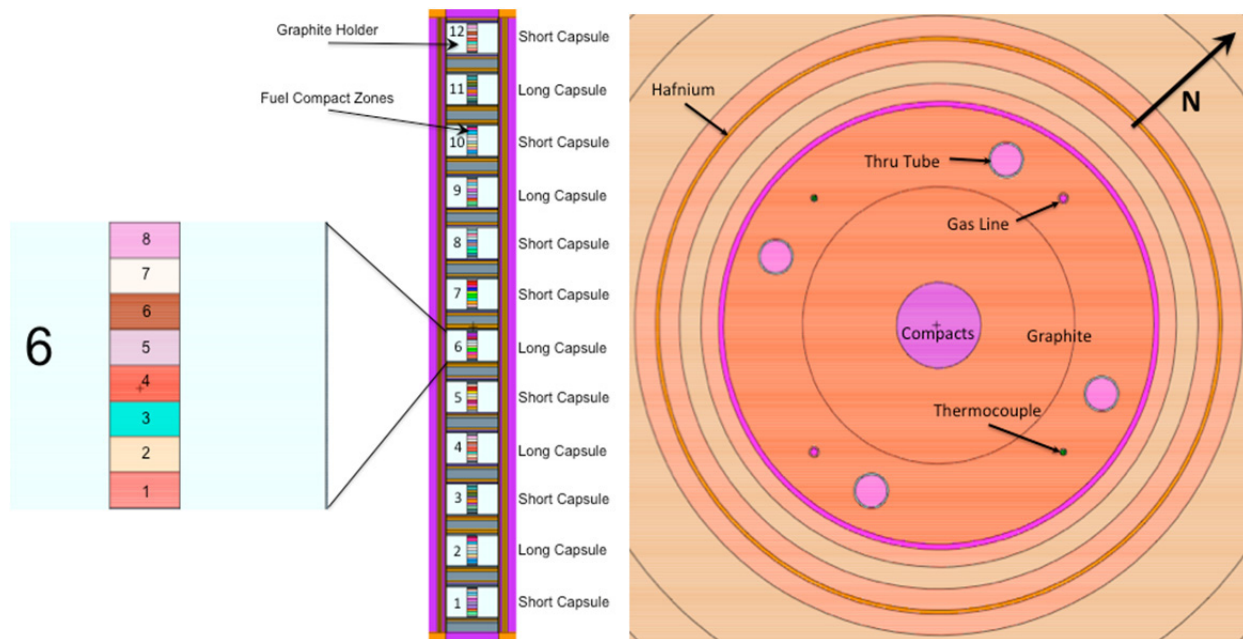 Graphite Holder
Fuel Compact Zones
6
8
7
6
5
4
3
2
1
12 Short Capsule
11 Long Capsule
10 Short Capsule
9 Long Capsule
8 Short Capsule
7 Short Capsule
6 Long Capsule
5 Short Capsule
4 Long Capsule
3 Short Capsule
2 Long Capsule
1 Short Capsule
Hafnium
N
Thru Tube
Gas Line
Compacts
Graphite
Thermocouple